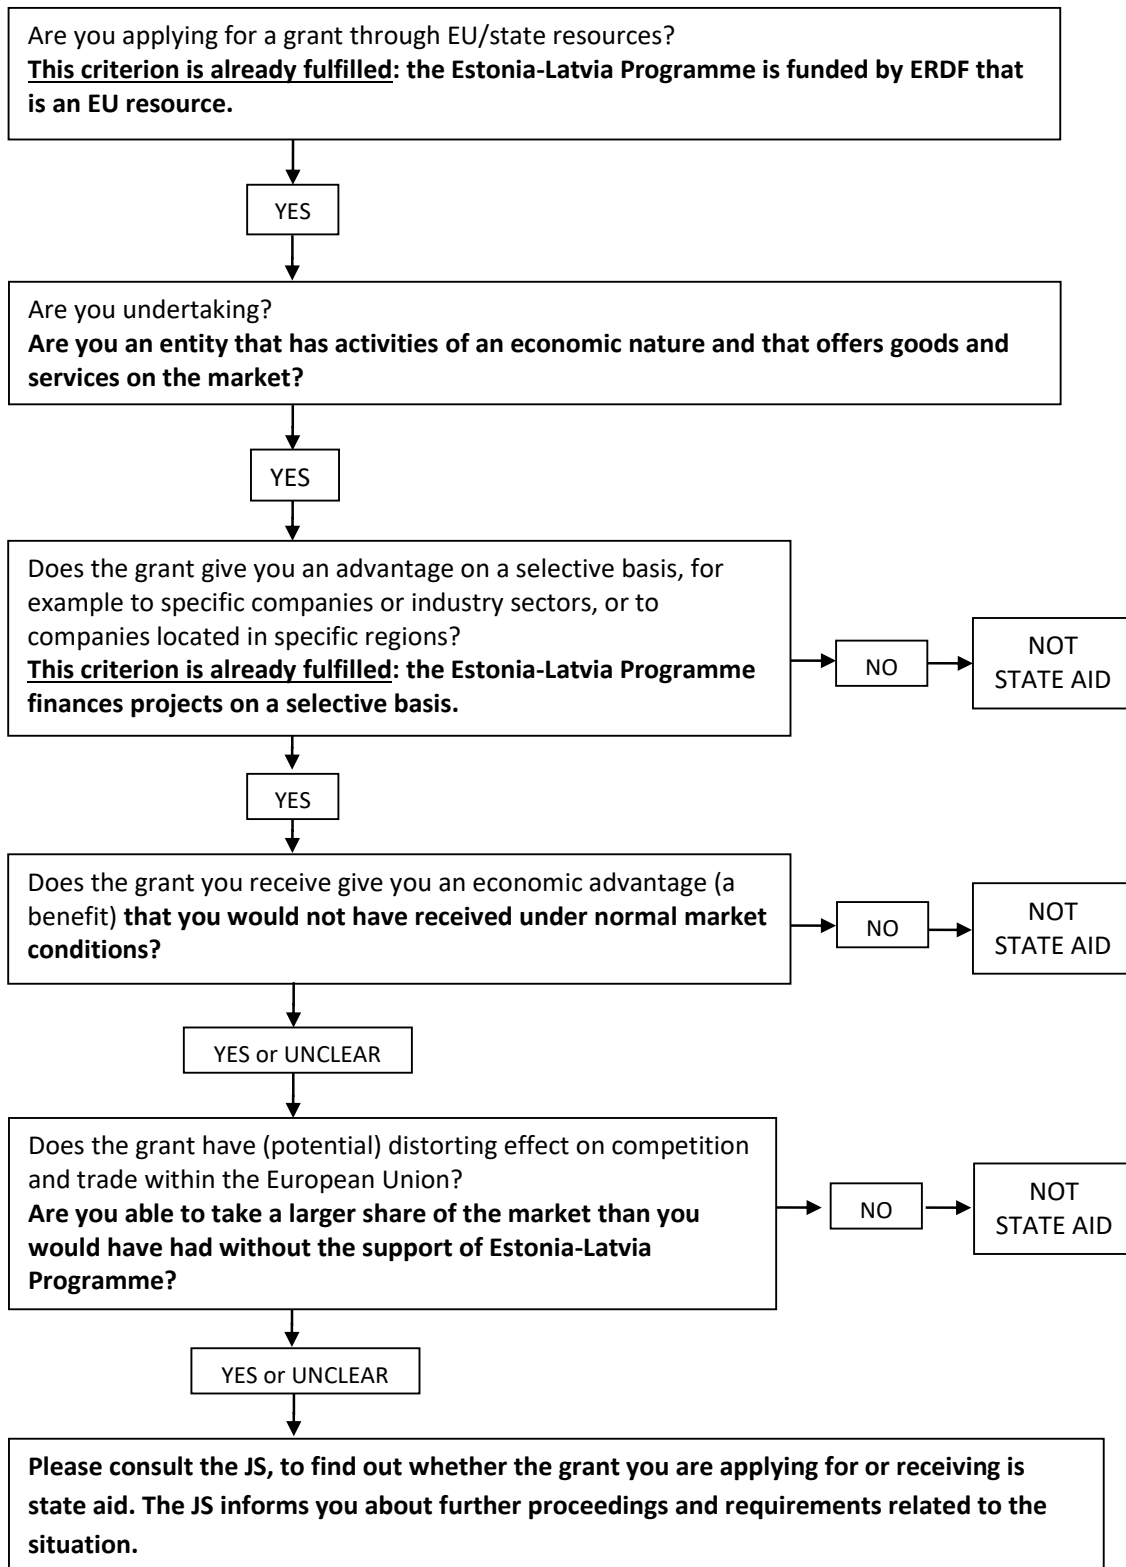 Are you applying for a grant through EU/state resources?
This criterion is already fulfilled: the Estonia-Latvia Programme is funded by ERDF that
is an EU resource.
YES
Are you undertaking?
Are you an entity that has activities of an economic nature and that offers goods and
services on the market?
YES
Does the grant give you an advantage on a selective basis, for
example to specific companies or industry sectors, or to
companies located in specific regions?
This criterion is already fulfilled: the Estonia-Latvia Programme
finances projects on a selective basis.
NO
NOT
STATE AID
YES
Does the grant you receive give you an economic advantage (a
benefit) that you would not have received under normal market
conditions?
NO
NOT
STATE AID
YES or UNCLEAR
Does the grant have (potential) distorting effect on competition
and trade within the European Union?
Are you able to take a larger share of the market than you
would have had without the support of Estonia-Latvia
Programme?
NO
NOT
STATE AID
YES or UNCLEAR
Please consult the JS, to find out whether the grant you are applying for or receiving is
state aid. The JS informs you about further proceedings and requirements related to the
situation.